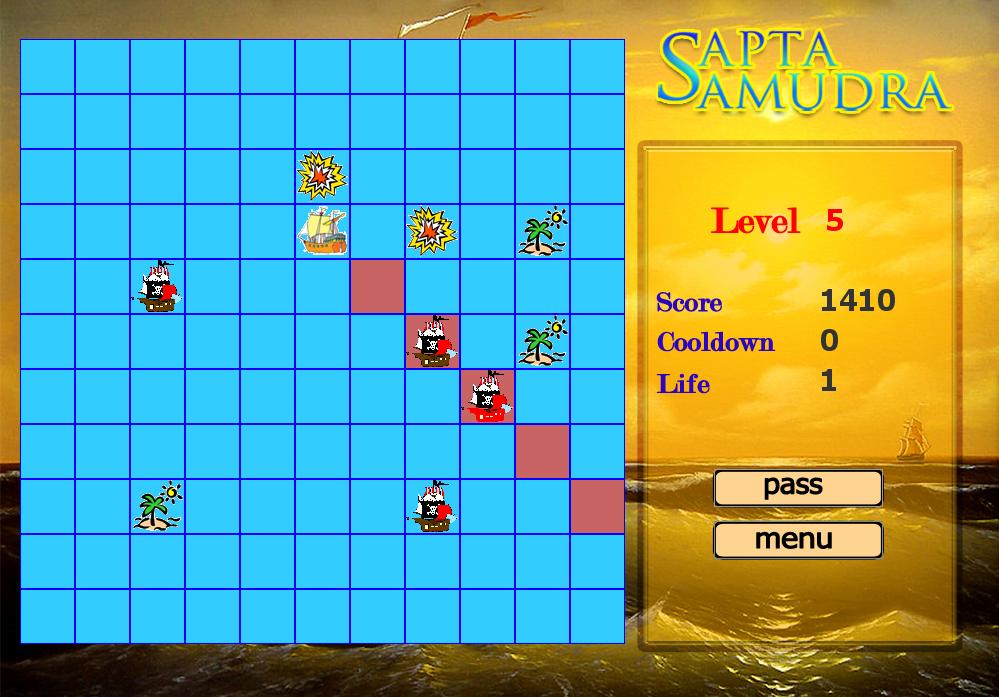 SAPTA
SAMUDRA
Level 5
Score 1410
Cooldown 0
Life 1
pass
menu